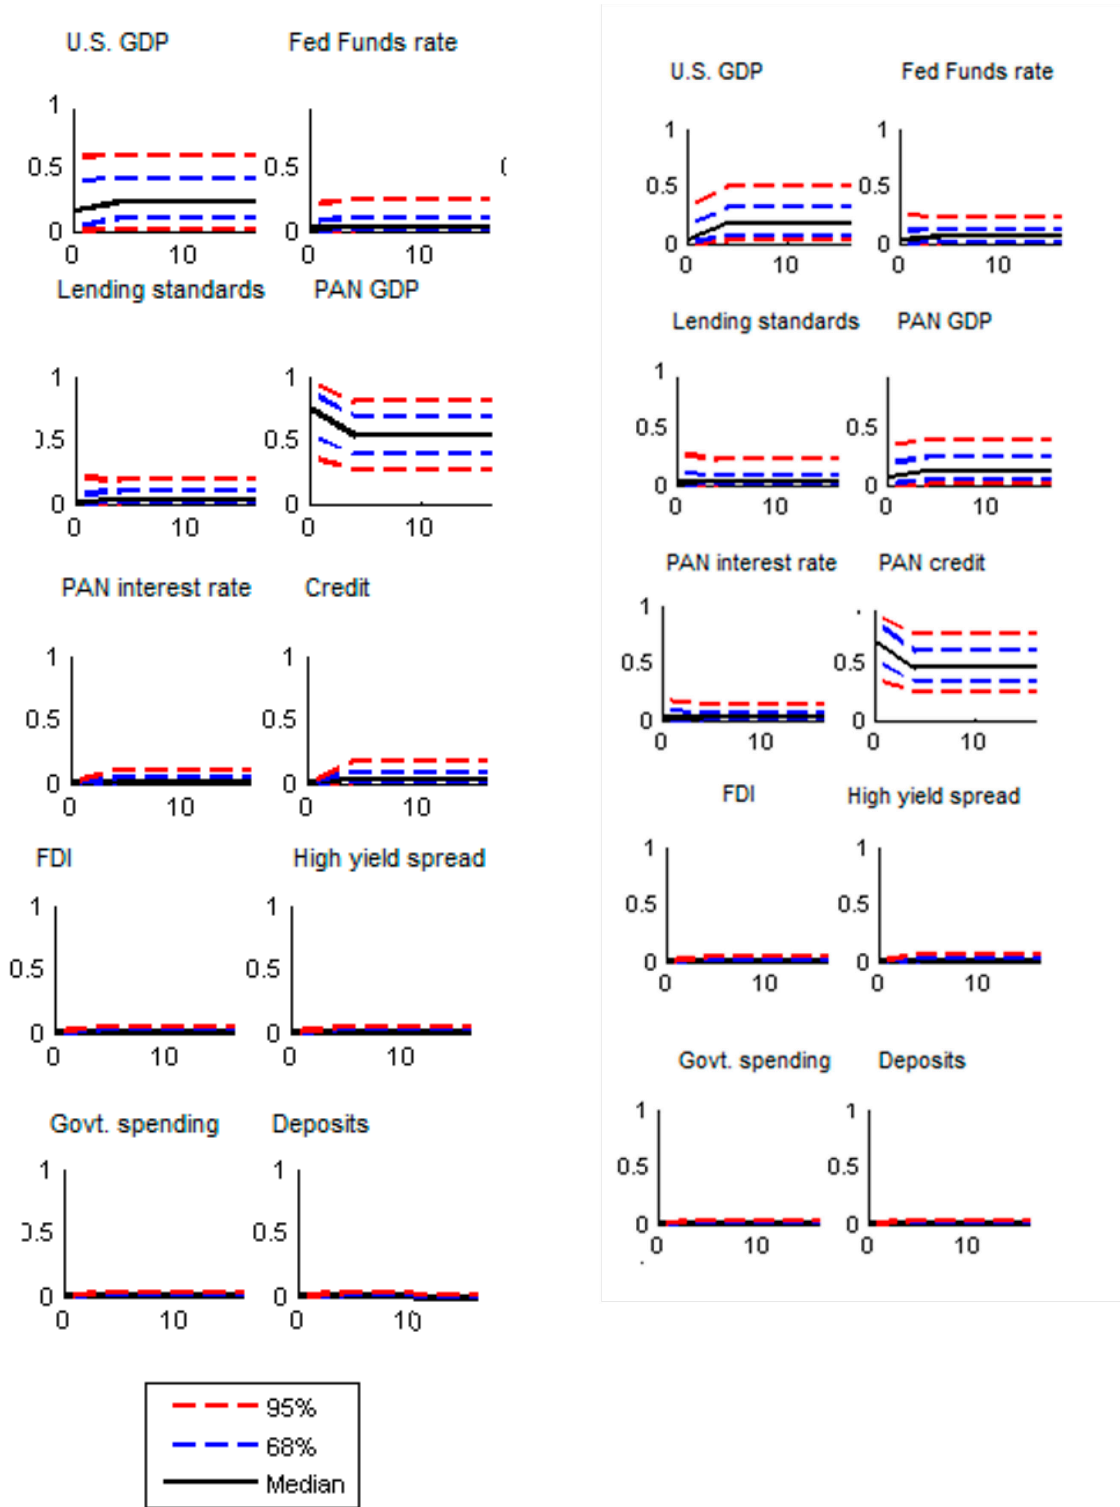 U.S. GDP Fed Funds rate
1
0.5 0.5 (
0 0
0 10 0 10
Lending standards PAN GDP
1 1
0.5 0.5
0 0
0 10 0 10
PAN interest rate Credit
1 1
0.5 0.5
0 0
0 10 0 10
FDI High yield spread
1 1
0.5 0.5
0 0
0 10 0 10
Govt. spending Deposits
1 1
0.5 0.5
0 0
0 10 0 10
95%
68%
Median
U.S. GDP Fed Funds rate
1 1
0.5 0.5
0 0
0 10 0 10
Lending standards PAN GDP
1
0.5 0.5
0 0
0 10 0 10
PAN interest rate PAN credit
1
0.5 0.5
0 0
0 10 0 10
FDI High yield spread
1 1
0.5 0.5
0 0
0 10 0 10
Govt. spending Deposits
1 1
0.5 0.5
0 0
0 10 0 10